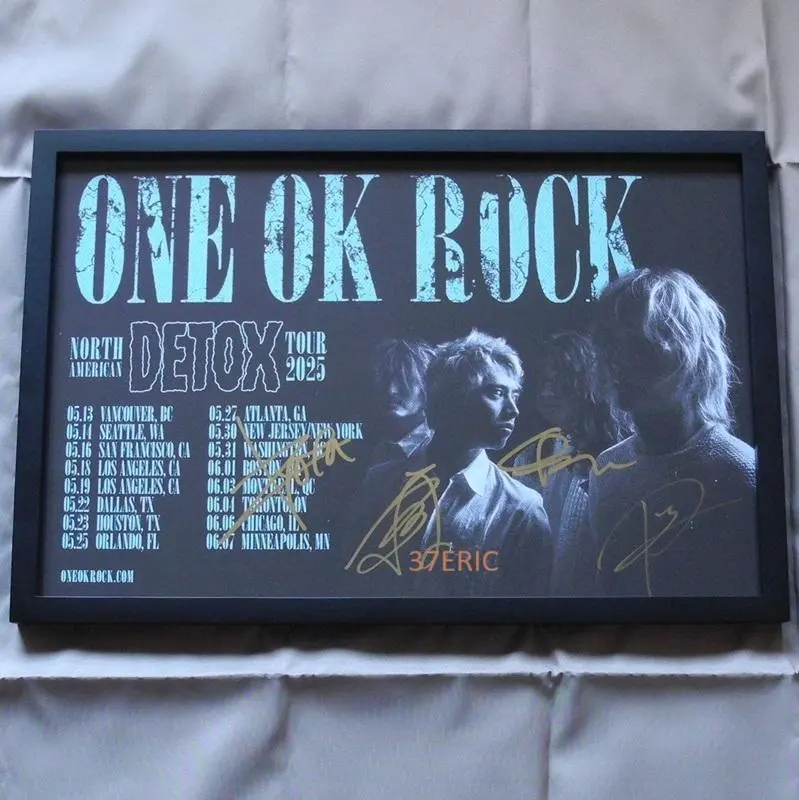 ONE OK ROCK
NORTH AMERICAN DETOX TOUR 2025
05.13 VANCOUVER, BC
05.14 SEATTLE, WA
05.16 SAN FRANCISCO, CA
05.18 LOS ANGELES, CA
05.19 LOS ANGELES, CA
05.22 DALLAS, TX
05.23 HOUSTON, TX
05.25 ORLANDO, FL
05.27 ATLANTA, GA
05.30 NEW JERSEY/NEW YORK
05.31 WASHINGTON,
06.01 BOSTON,
06.03 QC
06.04 ON
06.06 CHICAGO, IL
06.07 MINNEAPOLIS, MN
ONEOKROCK.COM
37ERIC